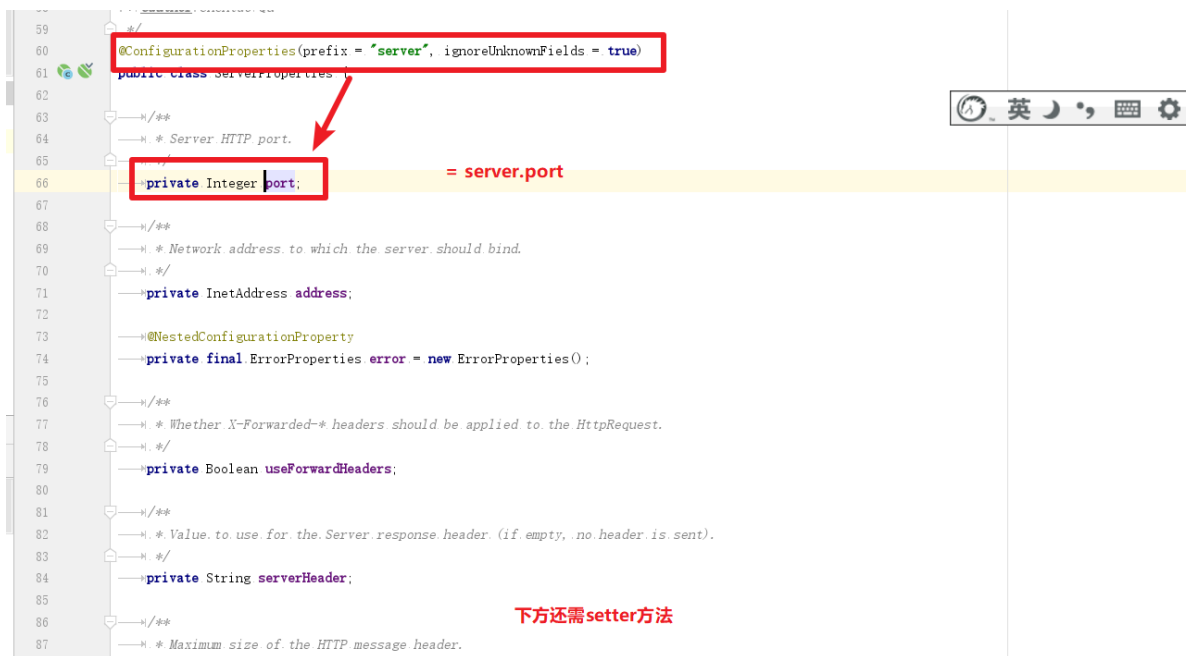 59 */
60 @ConfigurationProperties(prefix = "server", ignoreUnknownFields = true)
61 public class ServerProperties {
62
63 /**
64 * Server HTTP port.
65 */
66 private Integer port; = server.port
67
68 /**
69 * Network address to which the server should bind.
70 */
71 private InetAddress address;
72
73 @NestedConfigurationProperty
74 private final ErrorProperties error = new ErrorProperties();
75
76 /**
77 * Whether X-Forwarded-* headers should be applied to the HttpRequest.
78 */
79 private Boolean useForwardHeaders;
80
81 /**
82 * Value to use for the Server response header (if empty, no header is sent).
83 */
84 private String serverHeader;
85
下方还需setter方法
86 /**
87 * Maximum size of the HTTP message header.
英